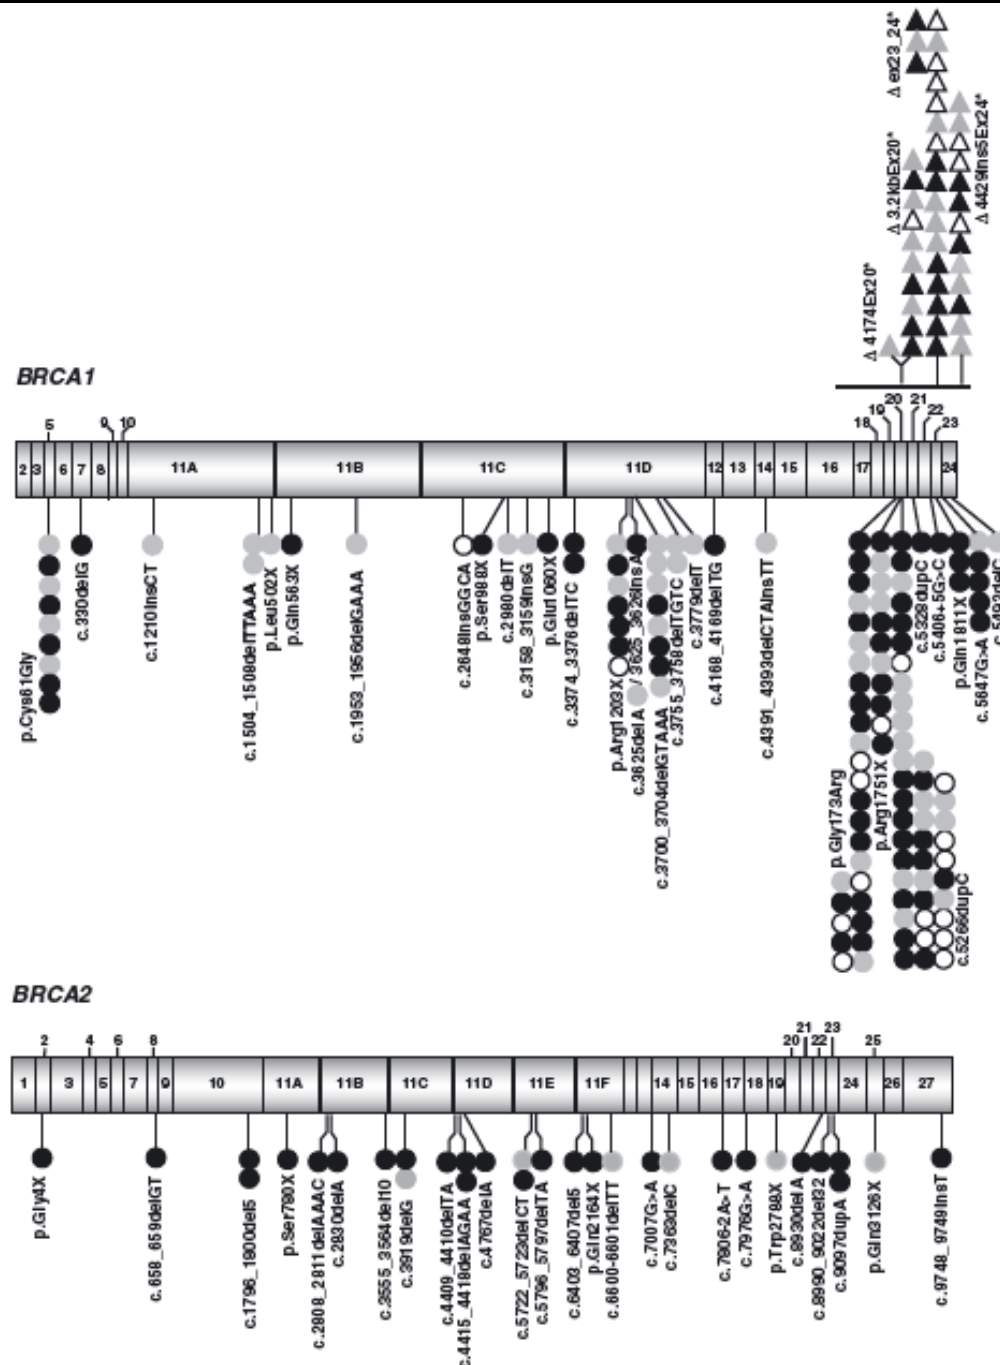 Δ ex23_24*
Δ 3.2kbEx20*
Δ 4429Ins5Ex24*
Δ 4174Ex20*
BRCA1
5 9 10 18 19 20 21 22 23
2 3 6 7 8 11A 11B 11C 11D 12 13 14 15 16 17 24
p.Cys61Gly
c.330delG
c.1210InsCT
c.1504_1508delTTAAA
p.Leu502X
p.Gln563X
c.1953_1956delGAAA
c.2648InsGGCA
p.Ser988X
c.2980delT
c.3158_3159InsG
p.Glu1060X
c.3374_3376delTC
p.Arg1203X
c.3625delA / 3625_3626InsA
c.3700_3704delGTAAA
c.3755_3758delTGTC
c.3779delT
c.4168_4169delTG
c.4391_4393delCTAInsTT
p.Gly173Arg
p.Arg1751X
c.5328dupC
c.5406+5G>C
p.Gln1811X
c.5647G>A
c.5493delC
c.5266dupC
BRCA2
2 4 6 8 20 21 22 23 25
1 3 5 7 9 10 11A 11B 11C 11D 11E 11F 14 15 16 17 18 19 24 26 27
p.Gly4X
c.658_659delGT
c.1796_1800del5
p.Ser790X
c.2808_2811delAAAC
c.2830delA
c.3555_3564del10
c.3919delG
c.4409_4410delTA
c.4415_4418delAGAA
c.4767delA
c.5722_5723delCT
c.5796_5797delTA
c.6403_6407del5
p.Gln2164X
c.6600-6601delTT
c.7007G>A
c.7369delC
c.7806-2A>T
c.7976G>A
p.Trp2788X
c.8930delA
c.8990_9022del32
c.9097dupA
p.Gln3126X
c.9748_9749InsT